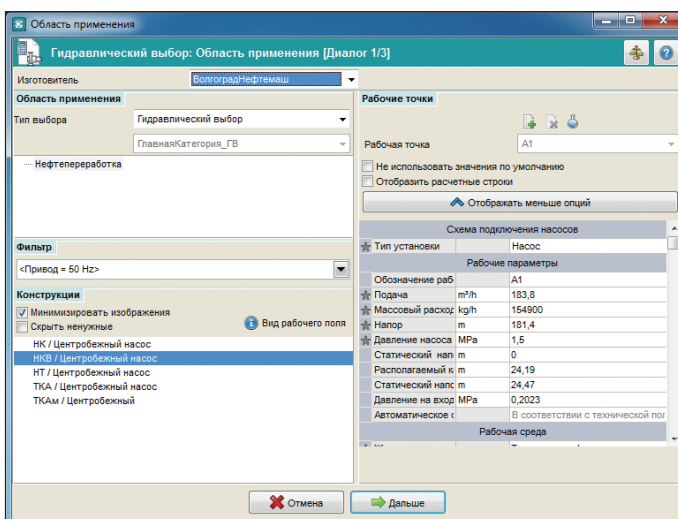 Область применения
Гидравлический выбор: Область применения [Диалог 1/3]
Изготовитель ВолгоградНефтемаш
Область применения
Тип выбора Гидравлический выбор
ГлавнаяКатегория_ГВ
Нефтепереработка
Фильтр
<Привод = 50 Hz>
Конструкции
Минимизировать изображения
Скрыть ненужные
Вид рабочего поля
НК / Центробежный насос
НКВ / Центробежный насос
НТ / Центробежный насос
ТКА / Центробежный насос
ТКАм / Центробежный
Рабочие точки
Рабочая точка A1
Не использовать значения по умолчанию
Отобразить расчетные строки
Отображать меньше опций
Схема подключения насосов
Тип установки Насос
Рабочие параметры
Обозначение раб A1
Подача m³/h 183,8
Массовый расход kg/h 154900
Напор m 181,4
Давление насоса MPa 1,5
Статический нап m 0
Располагаемый к m 24,19
Статический напо m 24,47
Давление на вход MPa 0,2023
Автоматическое с В соответствии с технической пол
Рабочая среда
Отмена
Дальше